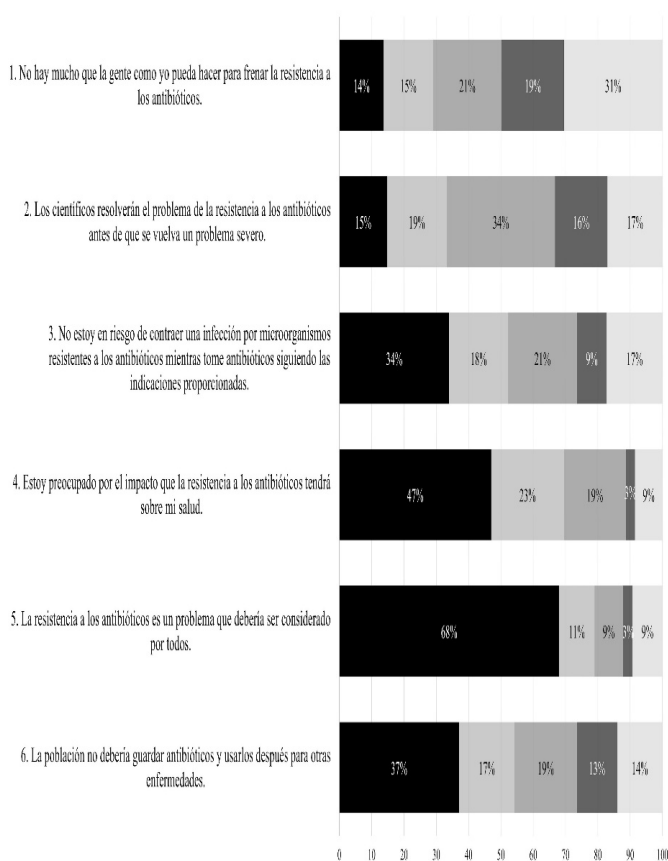 1. No hay mucho que la gente como yo pueda hacer para frenar la resistencia a
los antibióticos.
14% 15% 21% 19% 31%
2. Los científicos resolverán el problema de la resistencia a los antibióticos
antes de que se vuelva un problema severo.
15% 19% 34% 16% 17%
3. No estoy en riesgo de contraer una infección por microorganismos
resistentes a los antibióticos mientras tome antibióticos siguiendo las
indicaciones proporcionadas.
34% 18% 21% 9% 17%
4. Estoy preocupado por el impacto que la resistencia a los antibióticos tendrá
sobre mi salud.
47% 23% 19% 3% 9%
5. La resistencia a los antibióticos es un problema que debería ser considerado
por todos.
68% 11% 9% 3% 9%
6. La población no debería guardar antibióticos y usarlos después para otras
enfermedades.
37% 17% 19% 13% 14%
0 10 20 30 40 50 60 70 80 90 100